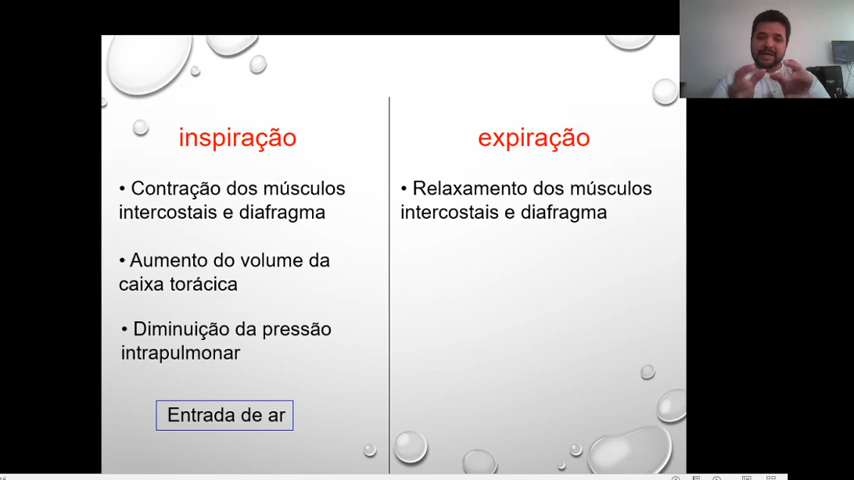 inspiração
• Contração dos músculos
intercostais e diafragma
• Aumento do volume da
caixa torácica
• Diminuição da pressão
intrapulmonar
Entrada de ar
expiração
• Relaxamento dos músculos
intercostais e diafragma